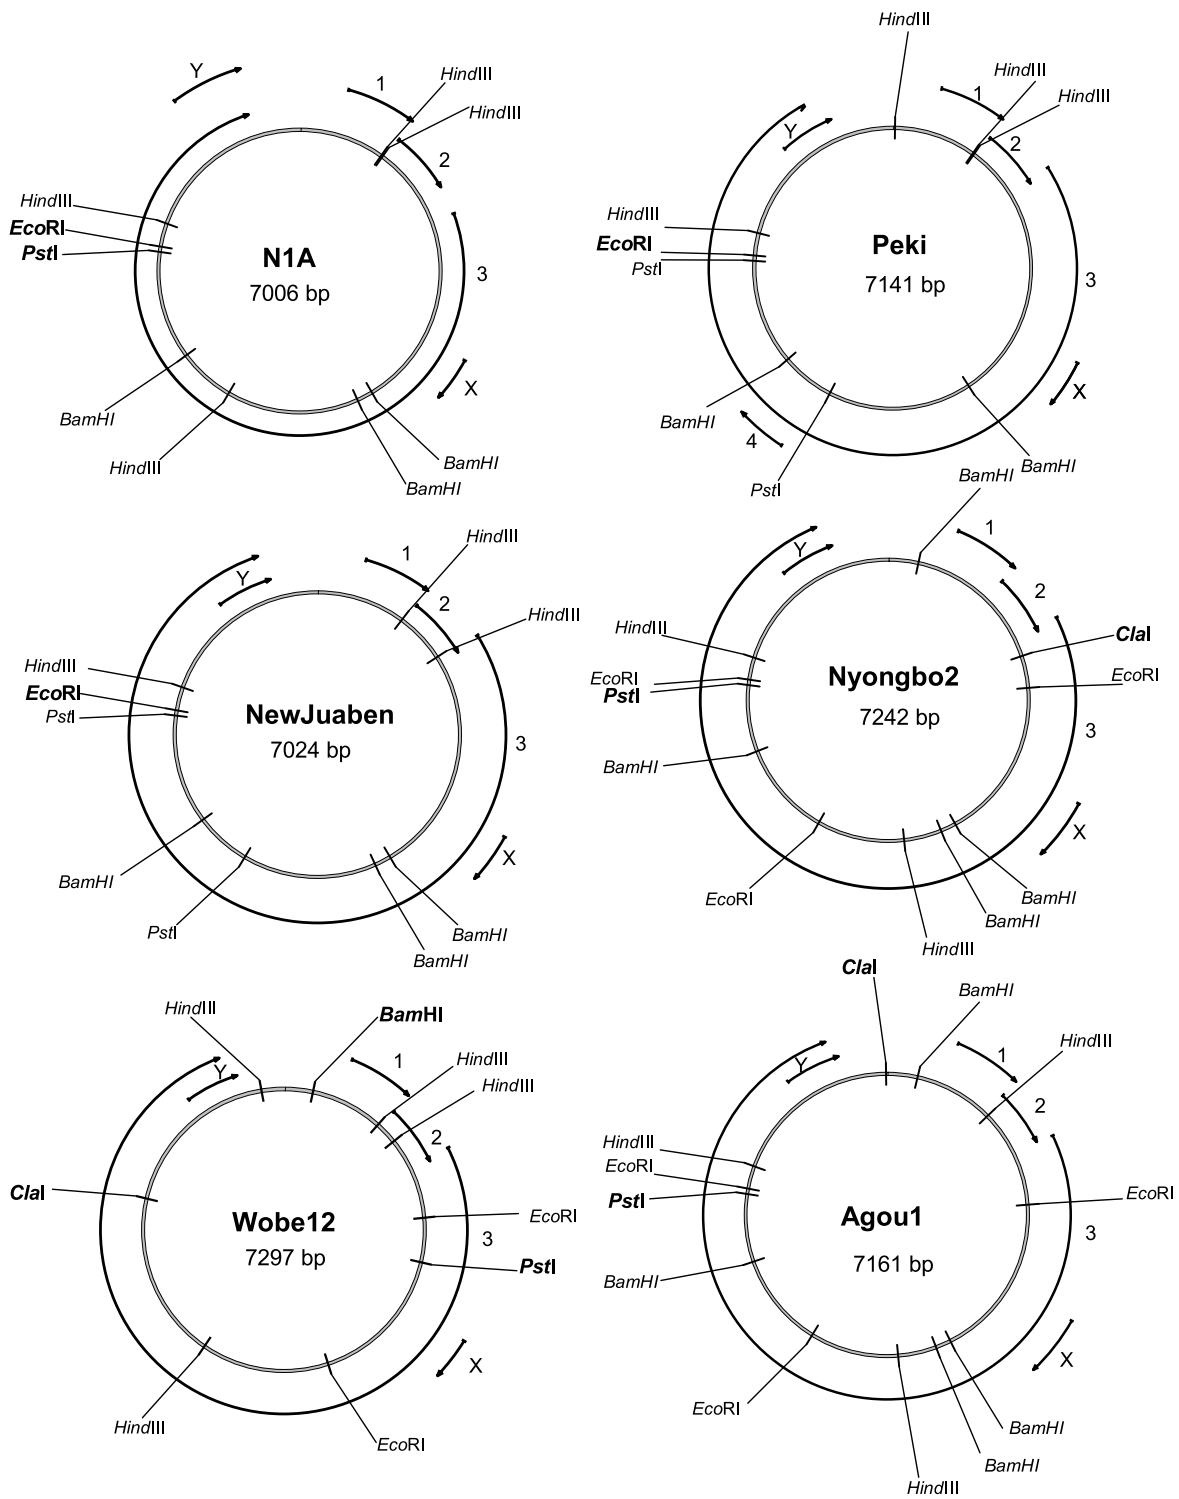 Y
1
HindIII
HindIII
2
HindIII
EcoRI
PstI
N1A
7006 bp
3
X
BamHI
HindIII
BamHI
BamHI
HindIII
Y
1
HindIII
HindIII
2
HindIII
EcoRI
PstI
Peki
7141 bp
3
X
BamHI
4
PstI
BamHI
1
HindIII
Y
2
HindIII
HindIII
EcoRI
PstI
NewJuaben
7024 bp
3
X
BamHI
PstI
BamHI
BamHI
BamHI
1
Y
2
ClaI
HindIII
EcoRI
PstI
EcoRI
Nyongbo2
7242 bp
3
BamHI
X
EcoRI
BamHI
BamHI
HindIII
HindIII
BamHI
1
HindIII
Y
HindIII
2
ClaI
Wobe12
7297 bp
EcoRI
3
PstI
X
HindIII
EcoRI
ClaI
BamHI
1
HindIII
Y
2
HindIII
EcoRI
PstI
EcoRI
Agou1
7161 bp
3
BamHI
X
EcoRI
BamHI
BamHI
HindIII